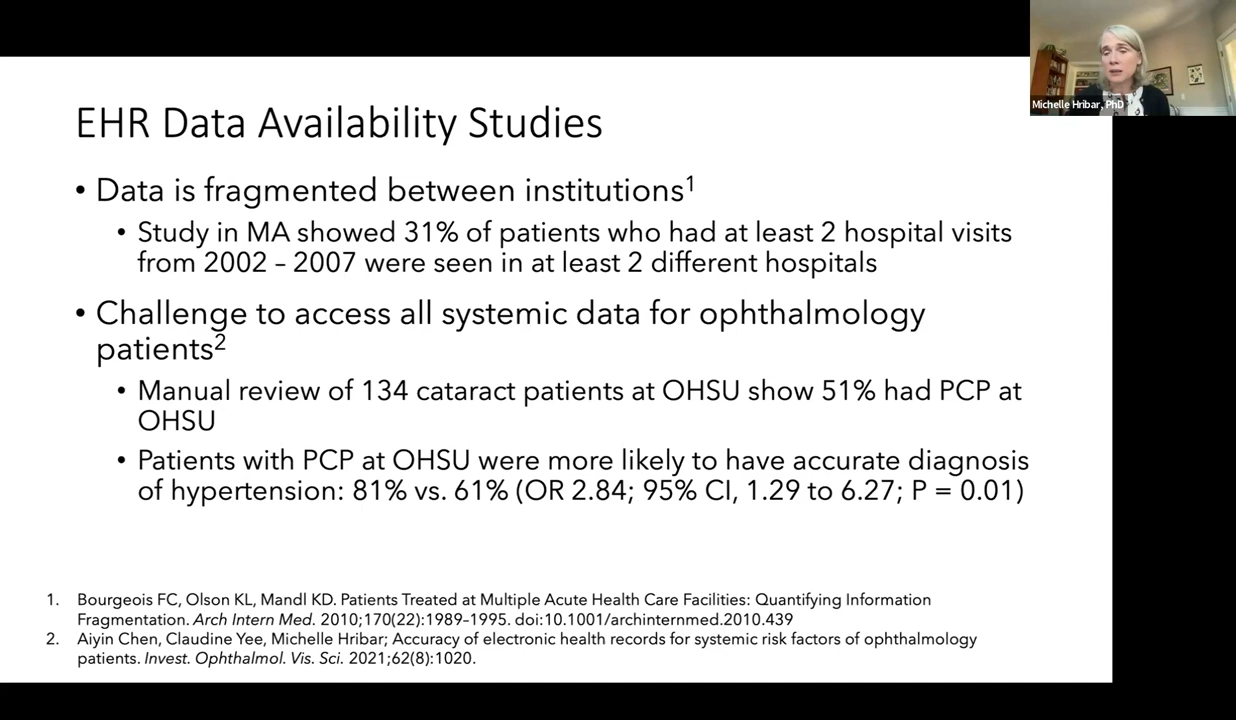 Michelle Hribar, PhD
EHR Data Availability Studies
• Data is fragmented between institutions1
• Study in MA showed 31% of patients who had at least 2 hospital visits
from 2002 – 2007 were seen in at least 2 different hospitals
• Challenge to access all systemic data for ophthalmology
patients2
• Manual review of 134 cataract patients at OHSU show 51% had PCP at
OHSU
• Patients with PCP at OHSU were more likely to have accurate diagnosis
of hypertension: 81% vs. 61% (OR 2.84; 95% CI, 1.29 to 6.27; P = 0.01)
1. Bourgeois FC, Olson KL, Mandl KD. Patients Treated at Multiple Acute Health Care Facilities: Quantifying Information
Fragmentation. Arch Intern Med. 2010;170(22):1989–1995. doi:10.1001/archinternmed.2010.439
2. Aiyin Chen, Claudine Yee, Michelle Hribar; Accuracy of electronic health records for systemic risk factors of ophthalmology
patients. Invest. Ophthalmol. Vis. Sci. 2021;62(8):1020.